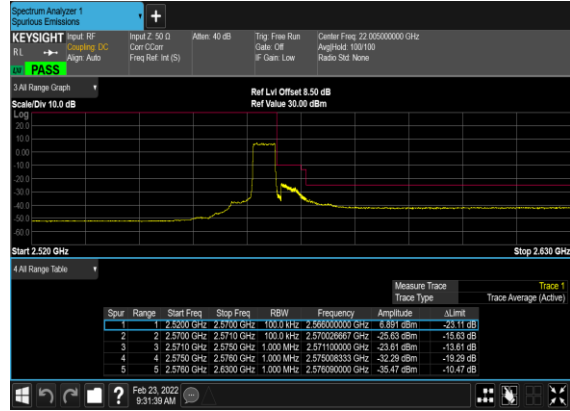 Spectrum Analyzer 1
Spurious Emissions
+
KEYSIGHT Input: RF Input Z: 50 Ω Atten: 40 dB Trig: Free Run Center Freq: 22.005000000 GHz
RL Coupling: DC Corr CCorr Gate: Off Avg|Hold: 100/100
Align: Auto Freq Ref: Int (S) IF Gain: Low Radio Std: None
LW PASS
3 All Range Graph Ref Lvl Offset 8.50 dB
Scale/Div 10.0 dB Ref Value 30.00 dBm
Log
20.0
10.0
0.00
-10.0
-20.0
-30.0
-40.0
-50.0
-60.0
Start 2.520 GHz Stop 2.630 GHz
4 All Range Table
Measure Trace Trace 1
Trace Type Trace Average (Active)
Spur Range Start Freq Stop Freq RBW Frequency Amplitude ΔLimit
1 1 2.5200 GHz 2.5700 GHz 100.0 kHz 2.566000000 GHz 6.891 dBm -23.11 dB
2 2 2.5700 GHz 2.5710 GHz 100.0 kHz 2.570026667 GHz -25.63 dBm -15.63 dB
3 3 2.5710 GHz 2.5750 GHz 1.000 MHz 2.571100000 GHz -23.61 dBm -13.61 dB
4 4 2.5750 GHz 2.5760 GHz 1.000 MHz 2.575008333 GHz -32.29 dBm -19.29 dB
5 5 2.5760 GHz 2.6300 GHz 1.000 MHz 2.576090000 GHz -35.47 dBm -10.47 dB
? Feb 23, 2022
9:31:39 AM